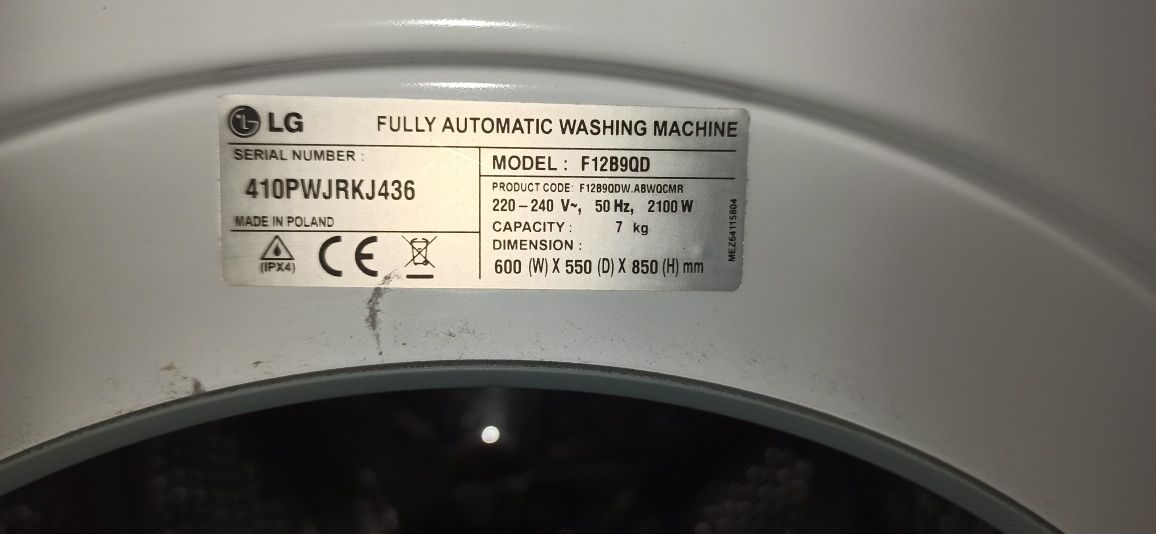 LG FULLY AUTOMATIC WASHING MACHINE
SERIAL NUMBER :
410PWJRKJ436
MADE IN POLAND
(IPX4)
CE
MODEL : F12B9QD
PRODUCT CODE: F12B9QDW.ABWQCMR
220-240 V~, 50 Hz, 2100 W
CAPACITY : 7 kg
DIMENSION :
600 (W) X 550 (D) X 850 (H) mm
MEZ64115804